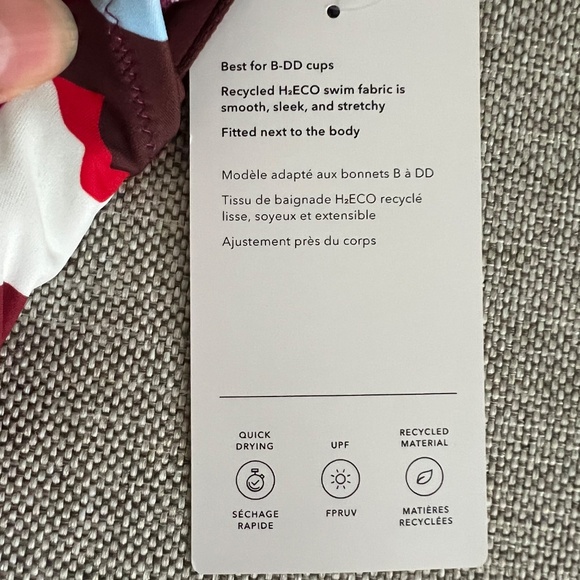 Best for B-DD cups
Recycled H₂ECO swim fabric is
smooth, sleek, and stretchy
Fitted next to the body
Modèle adapté aux bonnets B à DD
Tissu de baignade H₂ECO recyclé
lisse, soyeux et extensible
Ajustement près du corps
QUICK
DRYING
SÉCHAGE
RAPIDE
UPF
FPRUV
RECYCLED
MATERIAL
MATIÈRES
RECYCLÉES